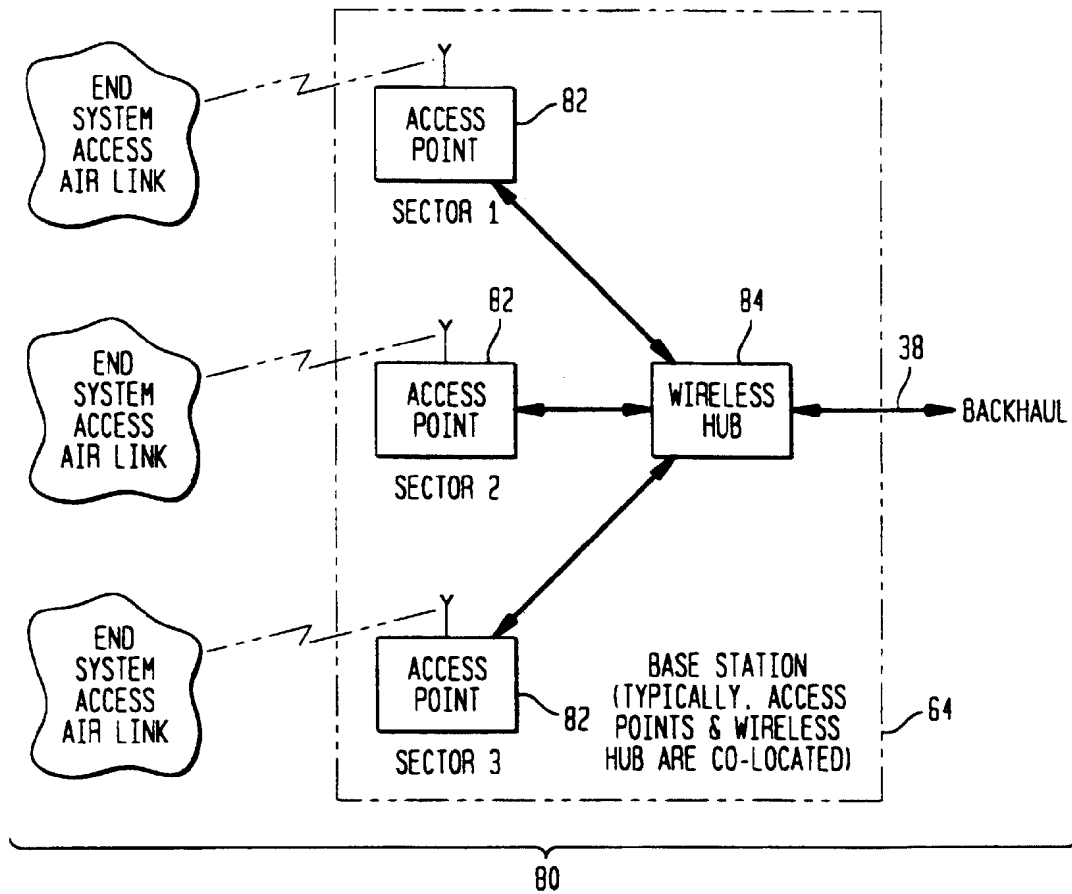 END
SYSTEM
ACCESS
AIR LINK
ACCESS
POINT
82
SECTOR 1
END
SYSTEM
ACCESS
AIR LINK
ACCESS
POINT
82
SECTOR 2
WIRELESS
HUB
84
38
BACKHAUL
END
SYSTEM
ACCESS
AIR LINK
ACCESS
POINT
82
SECTOR 3
BASE STATION
(TYPICALLY, ACCESS
POINTS & WIRELESS
HUB ARE CO-LOCATED)
64
80